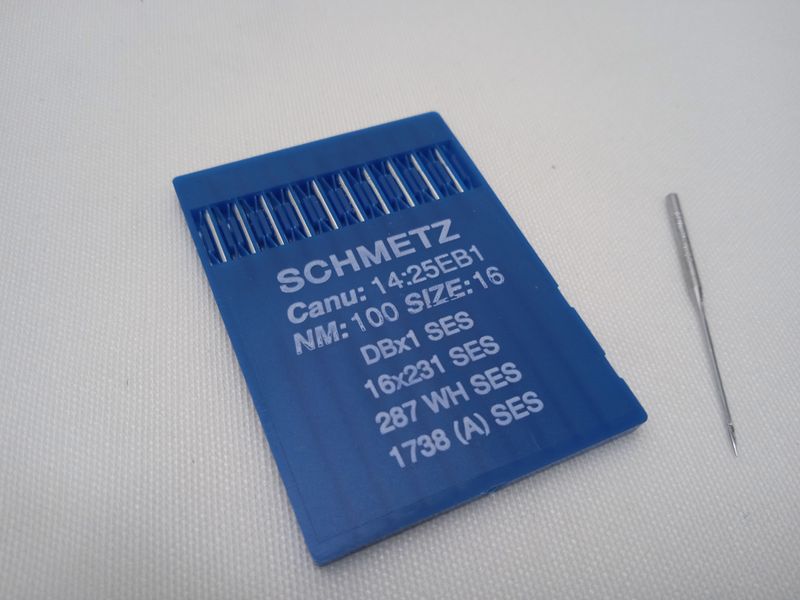 SCHMETZ
Canu: 14:25EB1
NM: 100 SIZE: 16
DBx1 SES
16x231 SES
287 WH SES
1738 (A) SES